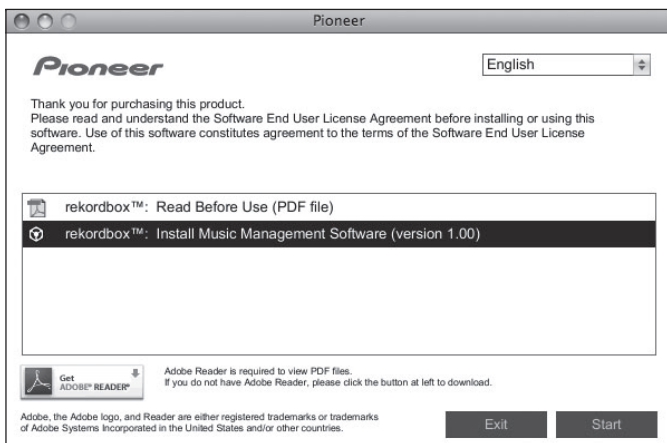 Pioneer
Pioneer
English
Thank you for purchasing this product.
Please read and understand the Software End User License Agreement before installing or using this
software. Use of this software constitutes agreement to the terms of the Software End User License
Agreement.
rekordbox™: Read Before Use (PDF file)
rekordbox™: Install Music Management Software (version 1.00)
Get
ADOBE® READER®
Adobe Reader is required to view PDF files.
If you do not have Adobe Reader, please click the button at left to download.
Adobe, the Adobe logo, and Reader are either registered trademarks or trademarks
of Adobe Systems Incorporated in the United States and/or other countries.
Exit
Start